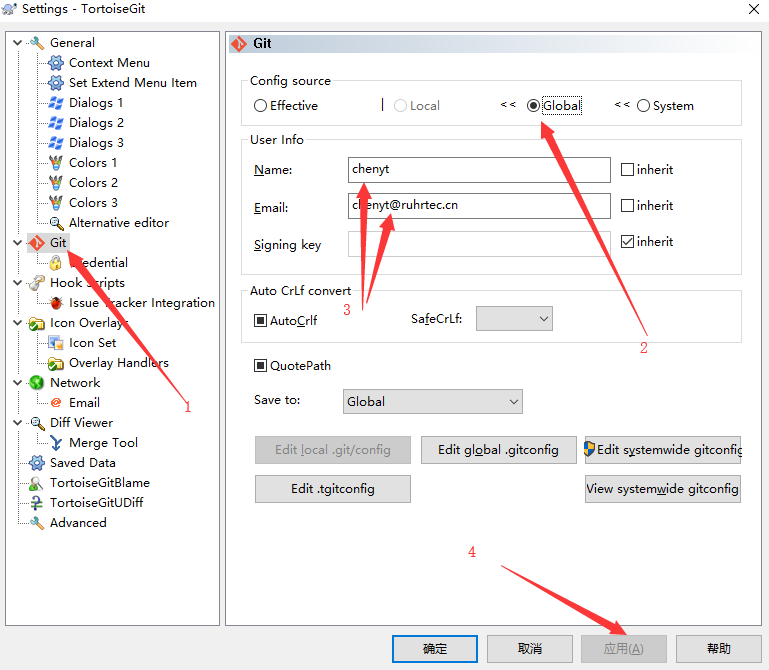 Settings - TortoiseGit
General
Context Menu
Set Extend Menu Item
Dialogs 1
Dialogs 2
Dialogs 3
Colors 1
Colors 2
Colors 3
Alternative editor
Git
Credential
Hook Scripts
Issue Tracker Integration
Icon Overlays
Icon Set
Overlay Handlers
Network
Email
Diff Viewer
Merge Tool
Saved Data
TortoiseGitBlame
TortoiseGitUDiff
Advanced
1
Git
Config source
Effective | Local << Global << System
User Info
Name: chenyt inherit
Email: chenyt@ruhrtec.cn inherit
Signing key inherit
Auto CrLf convert
3
AutoCrlf SafeCrLf:
2
QuotePath
Save to: Global
Edit local .git/config Edit global .gitconfig Edit systemwide gitconfig
Edit .tgitconfig View systemwide gitconfig
4
确定 取消 应用(A) 帮助